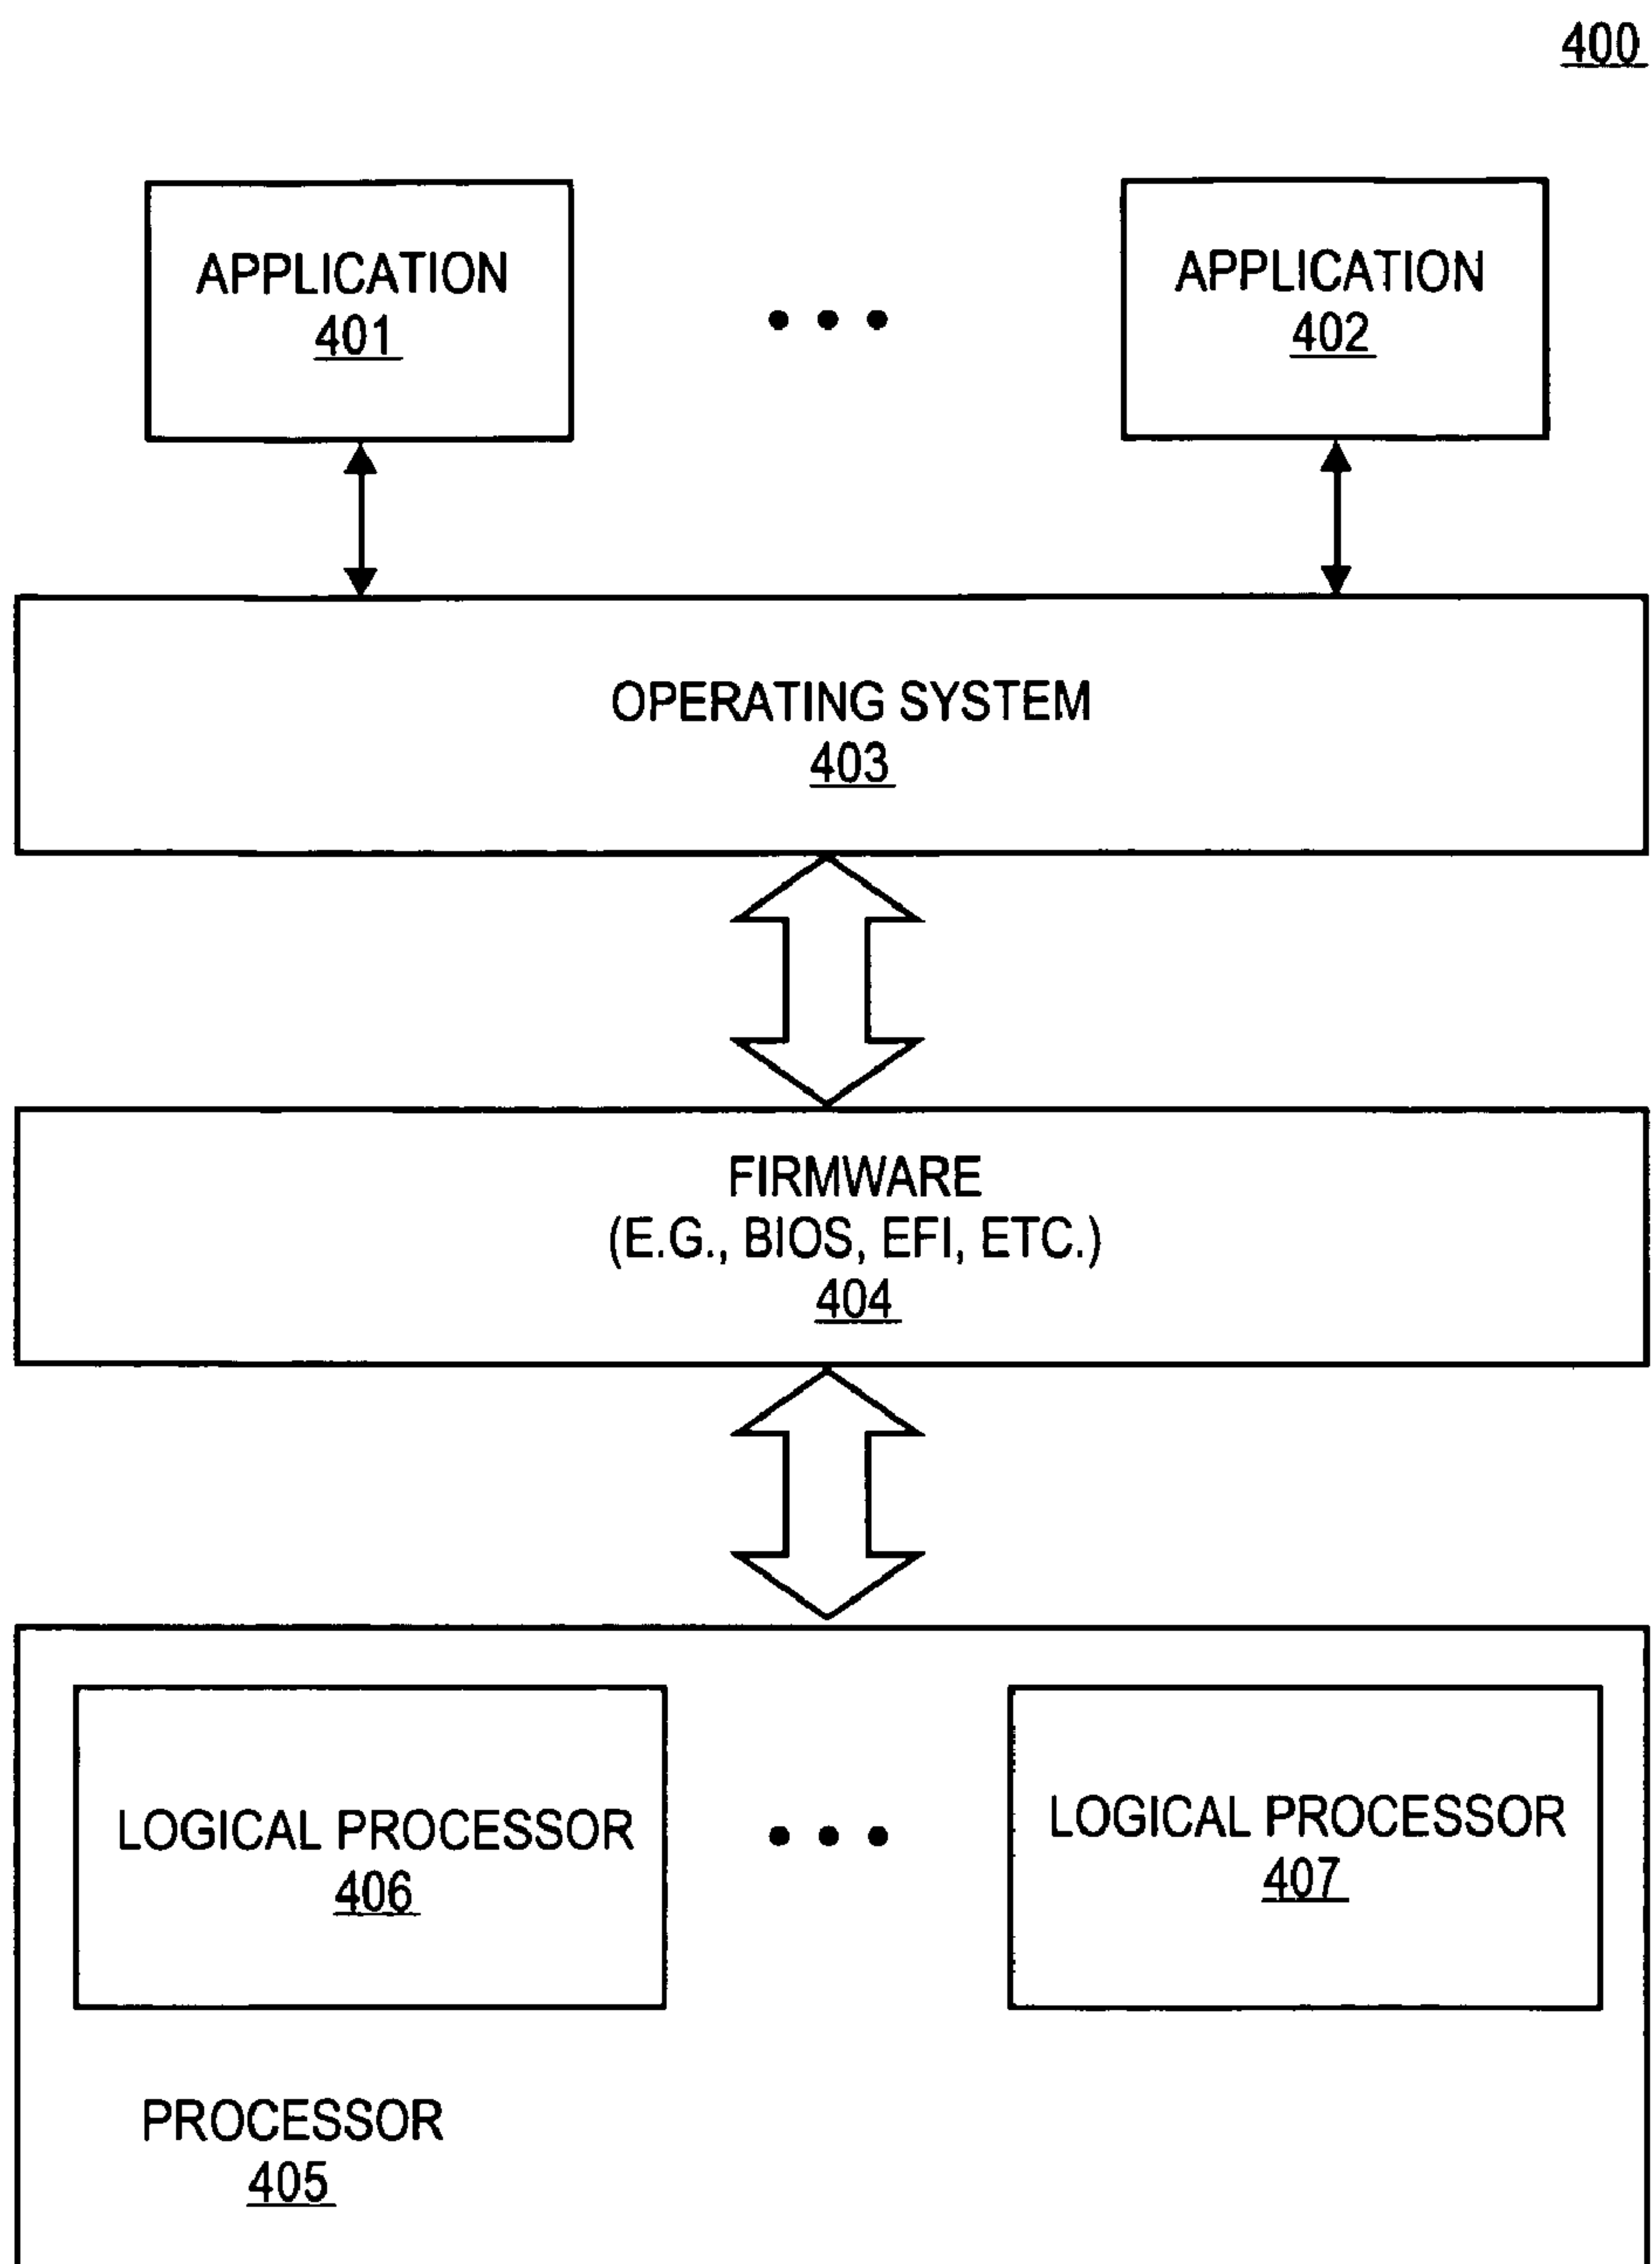 400
APPLICATION
401
APPLICATION
402
OPERATING SYSTEM
403
FIRMWARE
(E.G., BIOS, EFI, ETC.)
404
LOGICAL PROCESSOR
406
LOGICAL PROCESSOR
407
PROCESSOR
405